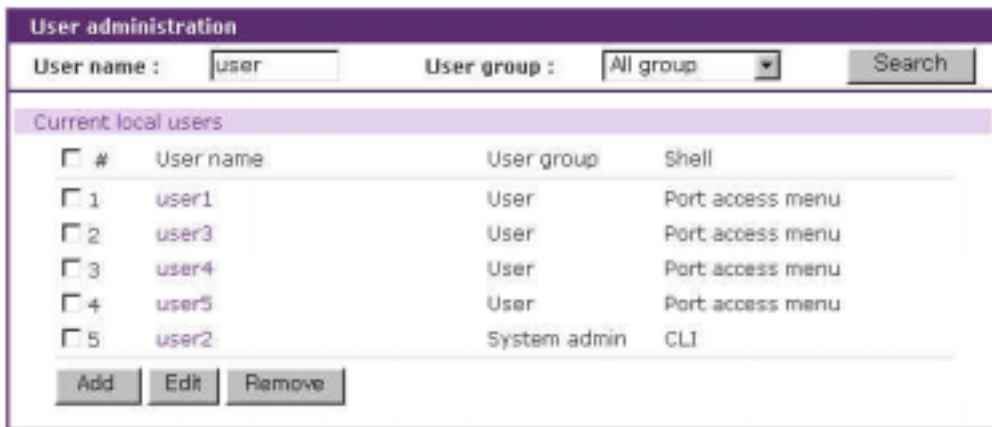 User administration
User name : user User group : All group Search
Current local users
# User name User group Shell
1 user1 User Port access menu
2 user3 User Port access menu
3 user4 User Port access menu
4 user5 User Port access menu
5 user2 System admin CLI
Add Edit Remove